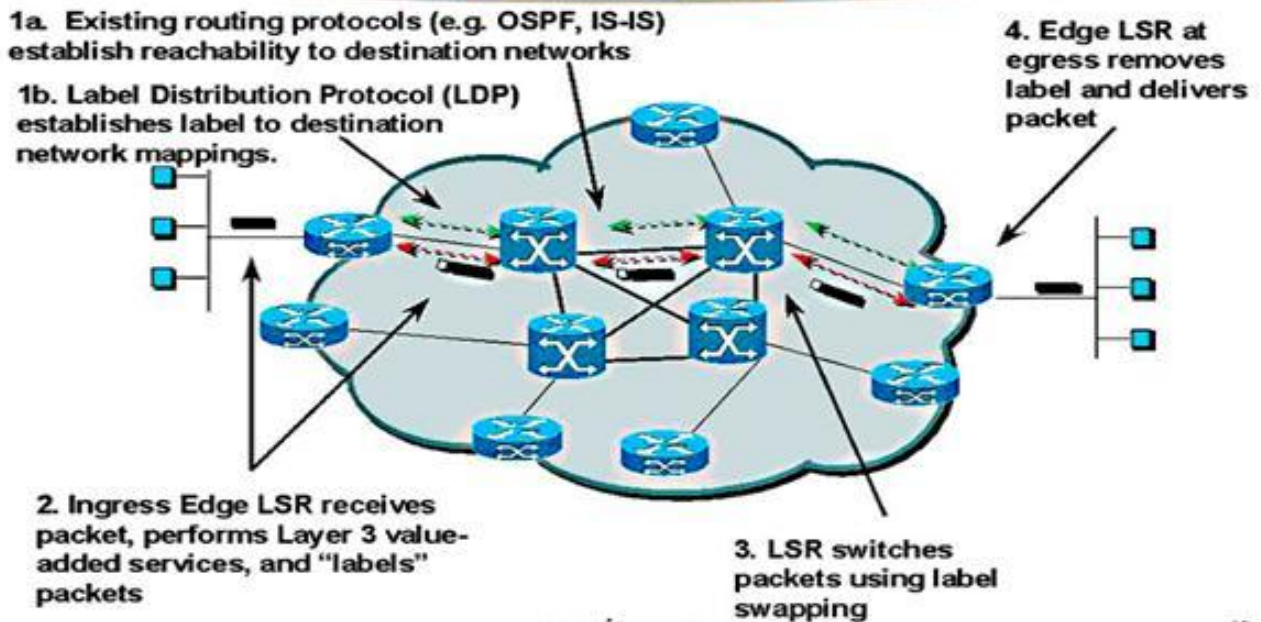 1a. Existing routing protocols (e.g. OSPF, IS-IS)
establish reachability to destination networks
1b. Label Distribution Protocol (LDP)
establishes label to destination
network mappings.
4. Edge LSR at
egress removes
label and delivers
packet
2. Ingress Edge LSR receives
packet, performs Layer 3 value-
added services, and “labels”
packets
3. LSR switches
packets using label
swapping